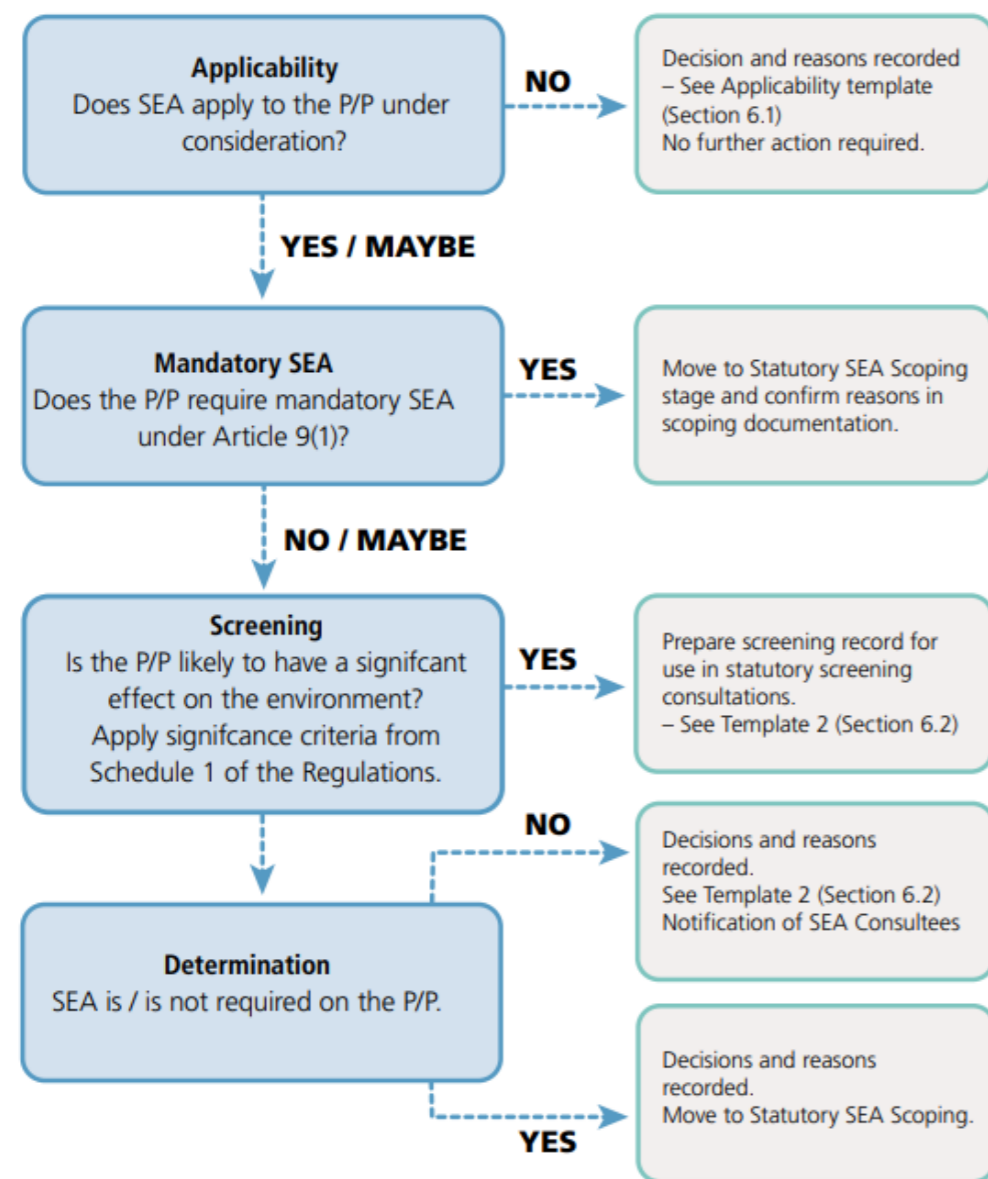 Applicability
Does SEA apply to the P/P under
consideration?
NO
Decision and reasons recorded
– See Applicability template
(Section 6.1)
No further action required.
YES / MAYBE
Mandatory SEA
Does the P/P require mandatory SEA
under Article 9(1)?
YES
Move to Statutory SEA Scoping
stage and confirm reasons in
scoping documentation.
NO / MAYBE
Screening
Is the P/P likely to have a signifcant
effect on the environment?
Apply signifcance criteria from
Schedule 1 of the Regulations.
YES
Prepare screening record for
use in statutory screening
consultations.
– See Template 2 (Section 6.2)
Determination
SEA is / is not required on the P/P.
NO
Decisions and reasons
recorded.
See Template 2 (Section 6.2)
Notification of SEA Consultees
YES
Decisions and reasons
recorded.
Move to Statutory SEA Scoping.